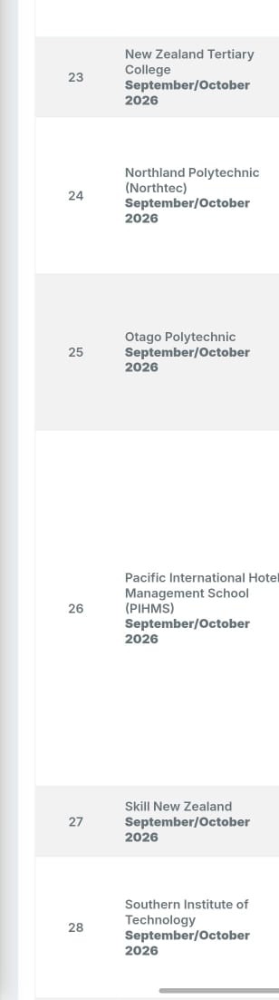 23
New Zealand Tertiary
College
September/October
2026
24
Northland Polytechnic
(Northtec)
September/October
2026
25
Otago Polytechnic
September/October
2026
26
Pacific International Hotel
Management School
(PIHMS)
September/October
2026
27
Skill New Zealand
September/October
2026
28
Southern Institute of
Technology
September/October
2026